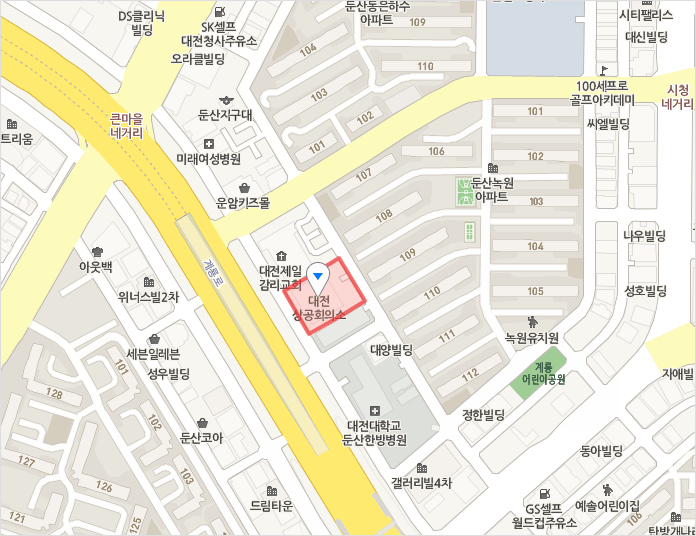 DS클리닉
빌딩
SK셀프
대전청사주유소
오라클빌딩
둔산동은하수
아파트
109
104
110
시티팰리스
대신빌딩
103
102
101
둔산지구대
큰마을
네거리
트리움
미래여성병원
100세프로
골프아카데미
시청
네거리
101
씨엘빌딩
106
102
107
운암키즈몰
둔산녹원
아파트
103
108
나우빌딩
104
109
아웃백
계룡로
대전제일
감리교회
위너스빌2차
대전
상공회의소
105
성호빌딩
111
녹원유치원
세븐일레븐
성우빌딩
대양빌딩
112
계룡
어린이공원
지애빌
128
101
102
103
둔산코아
대전대학교
둔산한방병원
정한빌딩
동아빌딩
127
126
121
125
드림타운
갤러리빌4차
GS셀프
월드컵주유소
예솔어린이집
106
탄방개나리